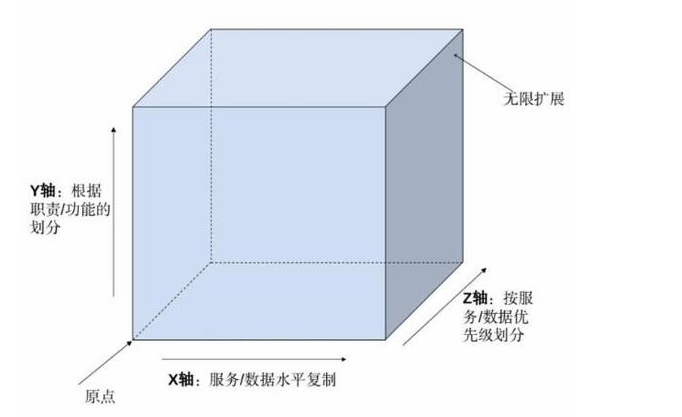 无限扩展
Y轴：根据
职责/功能的
划分
Z轴：按服
务/数据优
先级划分
X轴：服务/数据水平复制
原点